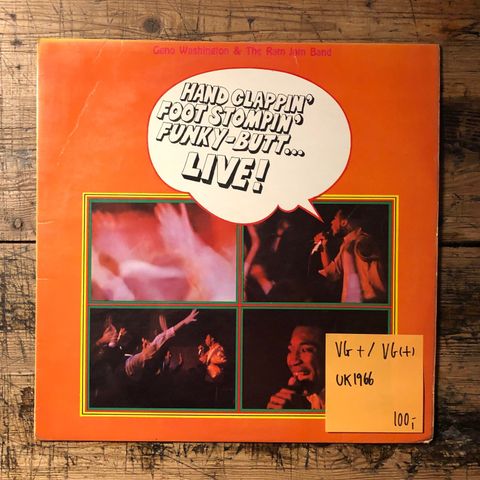 Geno Washington & The Ram Jam Band
HAND CLAPPIN'
FOOT STOMPIN'
FUNKY-BUTT...
LIVE!
VG + / VG(+)
UK 1966
100,-